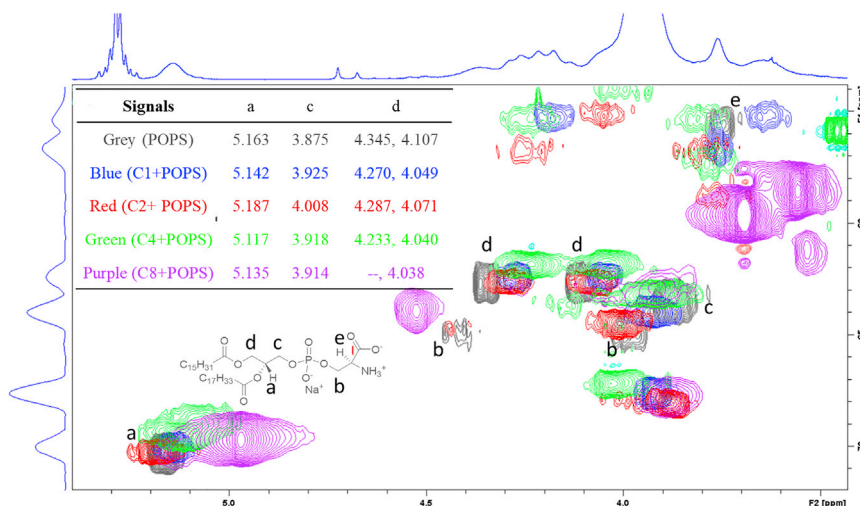 Signals a c d
Grey (POPS) 5.163 3.875 4.345, 4.107
Blue (C1+POPS) 5.142 3.925 4.270, 4.049
Red (C2+ POPS) 5.187 4.008 4.287, 4.071
Green (C4+POPS) 5.117 3.918 4.233, 4.040
Purple (C8+POPS) 5.135 3.914 --, 4.038
e
d d
c
b b
a
d c O e O
O⁻
C₁₅H₃₁ O O P O NH₃⁺
C₁₇H₃₃ O O⁻ b
O a H Na⁺
5.0 4.5 4.0 F2 [ppm]